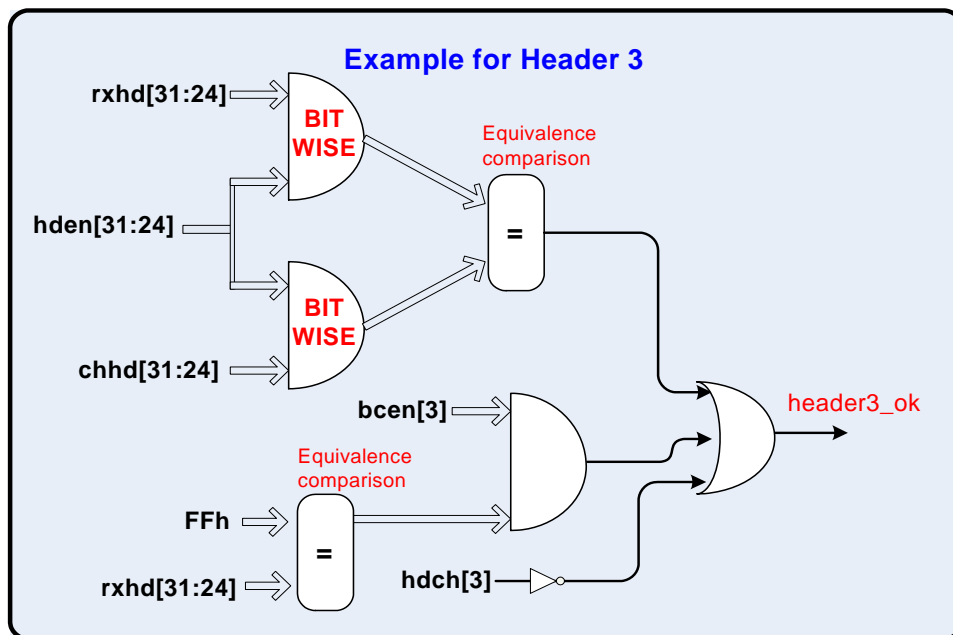 Example for Header 3
rxhd[31:24]
BIT
WISE
Equivalence
comparison
hden[31:24]
=
BIT
WISE
chhd[31:24]
bcen[3]
header3_ok
Equivalence
comparison
FFh
=
rxhd[31:24]
hdch[3]